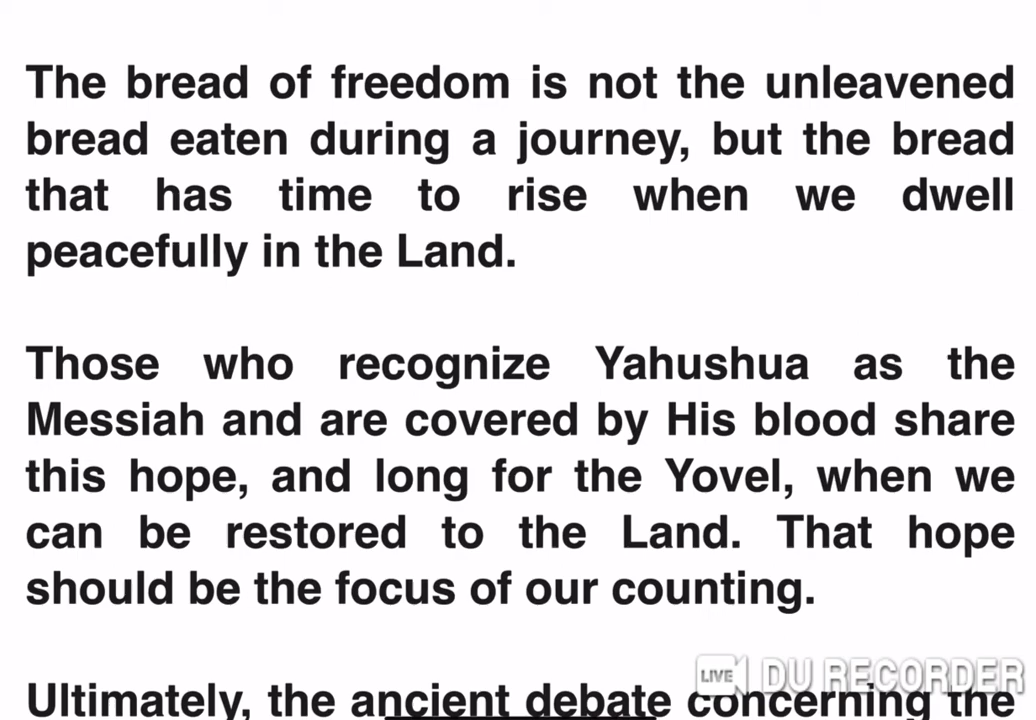 The bread of freedom is not the unleavened
bread eaten during a journey, but the bread
that has time to rise when we dwell
peacefully in the Land.
Those who recognize Yahushua as the
Messiah and are covered by His blood share
this hope, and long for the Yovel, when we
can be restored to the Land. That hope
should be the focus of our counting.
LIVE DU RECORDER
Ultimately, the ancient debate concerning the